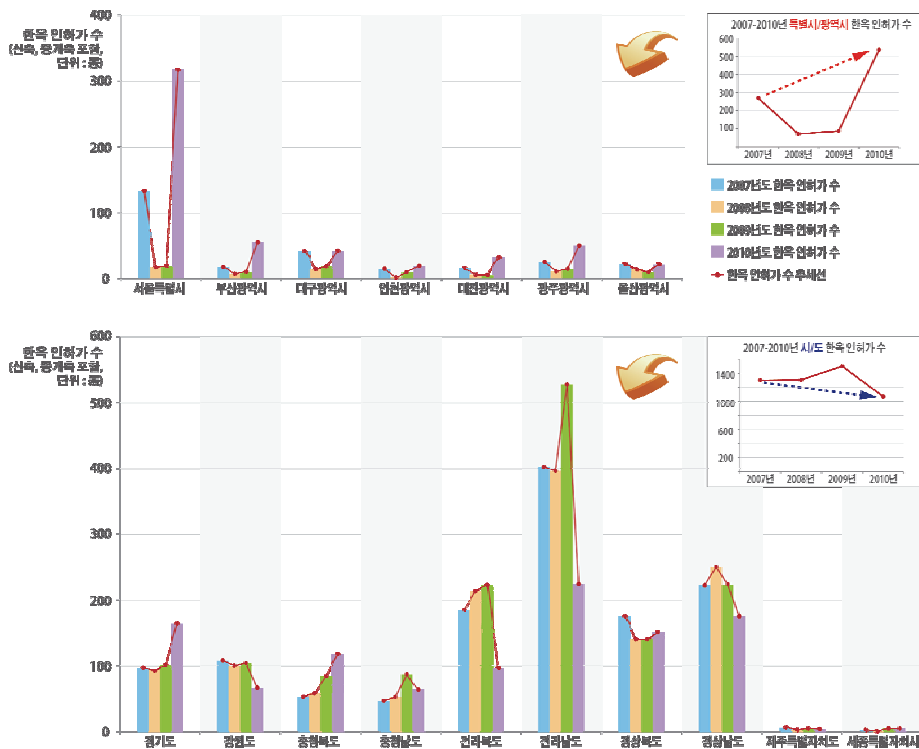 400
300
200
100
0
한옥 인허가 수
(신축, 증개축 포함,
단위 : 동)
서울특별시
부산광역시
대구광역시
인천광역시
대전광역시
광주광역시
울산광역시
2007-2010년 특별시/광역시 한옥 인허가 수
600
500
400
300
200
100
2007년
2008년
2009년
2010년
2007년도 한옥 인허가 수
2008년도 한옥 인허가 수
2009년도 한옥 인허가 수
2010년도 한옥 인허가 수
한옥 인허가 수 추세선
600
500
400
300
200
100
0
한옥 인허가 수
(신축, 증개축 포함,
단위 : 동)
경기도
강원도
충청북도
충청남도
전라북도
전라남도
경상북도
경상남도
제주특별자치도
세종특별자치시
2007-2010년 시/도 한옥 인허가 수
1400
1000
600
200
2007년
2008년
2009년
2010년